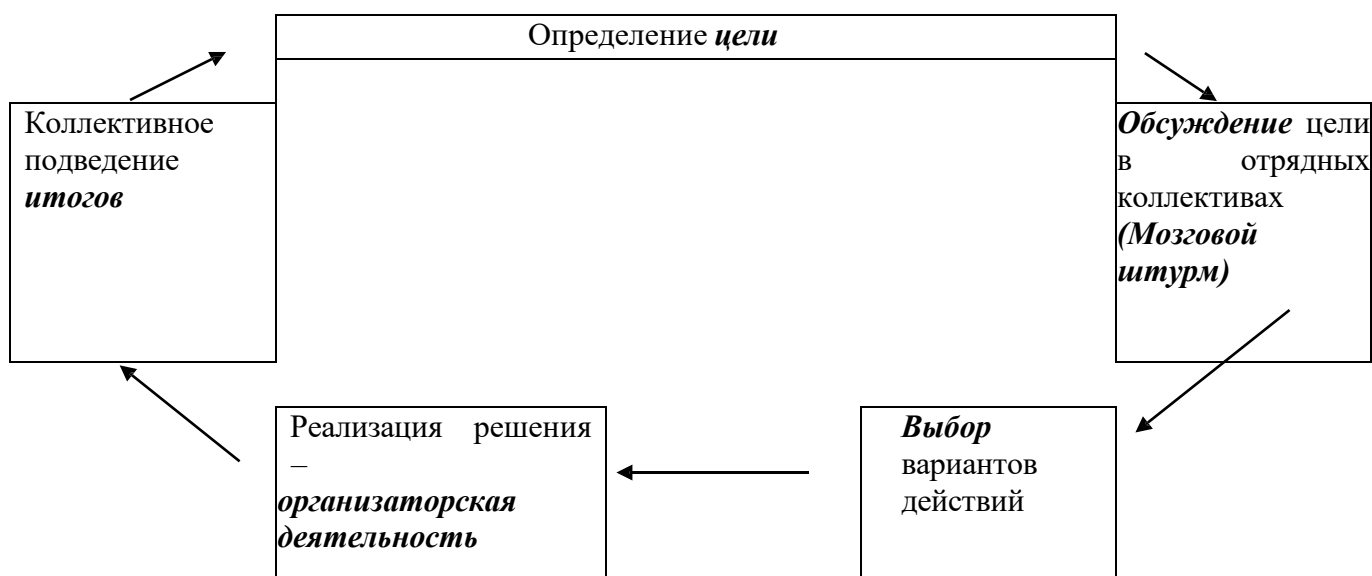 Определение цели
Коллективное
подведение
итогов
Обсуждение цели
в отрядных
коллективах
(Мозговой
штурм)
Реализация решения
–
организаторская
деятельность
Выбор
вариантов
действий